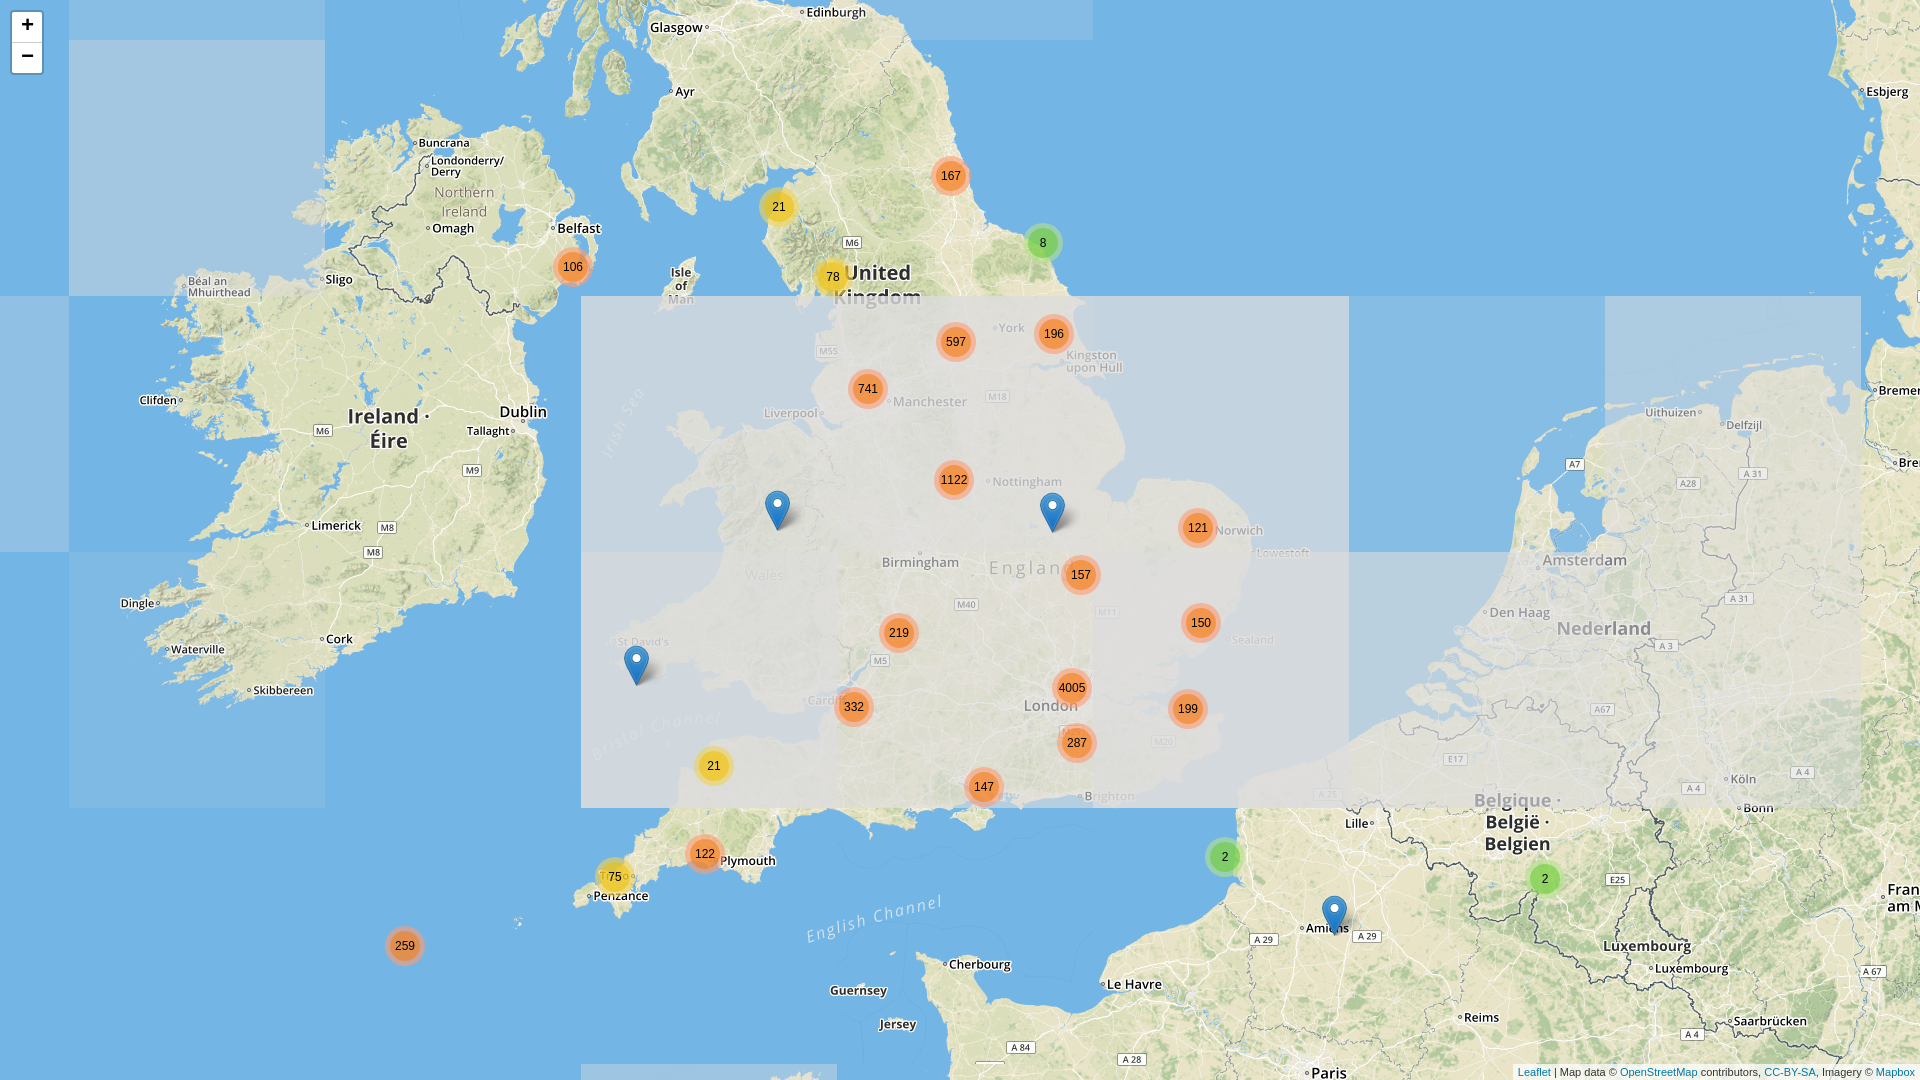 +
−
Glasgow
Edinburgh
Ayr
Esbjerg
Buncrana
Londonderry/
Derry
Northern
Ireland
Omagh
Belfast
167
21
8
M6
106
78
United
Kingdom
Isle
of
Man
Sligo
Béal an
Mhuirthead
597
York
196
Kingston
upon Hull
M55
741
Manchester
M18
Liverpool
Irish Sea
Clifden
Ireland ·
Éire
Dublin
Tallaght
M6
M9
Uithuizen
Delfzijl
Bremer
Bre
A7
A 31
A28
1122
Nottingham
Limerick
M8
M8
121
Norwich
Lowestoft
Birmingham
England
157
Wales
Amsterdam
Dingle
M40
M11
Den Haag
A 31
Nederland
Cork
Waterville
St David's
219
150
Sealand
M5
A 3
Skibbereen
4005
London
Cardiff
332
199
A67
Bristol Channel
287
M20
E17
21
Köln
A 4
147
Brighton
A 25
A 4
Belgique ·
België ·
Belgien
Bonn
Lille
122
Plymouth
2
75
Penzance
2
E25
Fran
am M
English Channel
259
Amiens
A 29
A 29
Luxembourg
Luxembourg
A 67
Cherbourg
Guernsey
Le Havre
Jersey
Reims
Saarbrücken
A 84
A 28
A 4
Paris
Leaflet | Map data © OpenStreetMap contributors, CC-BY-SA, Imagery © Mapbox